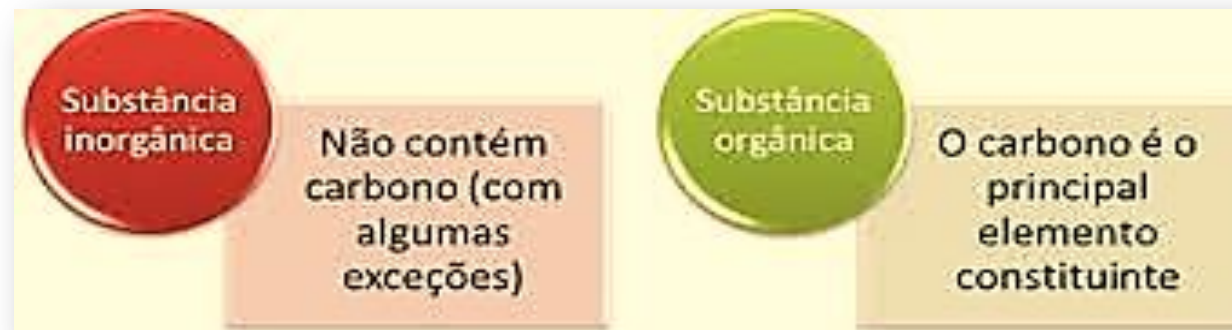 Substância
inorgânica
Não contém
carbono (com
algumas
exceções)
Substância
orgânica
O carbono é o
principal
elemento
constituinte